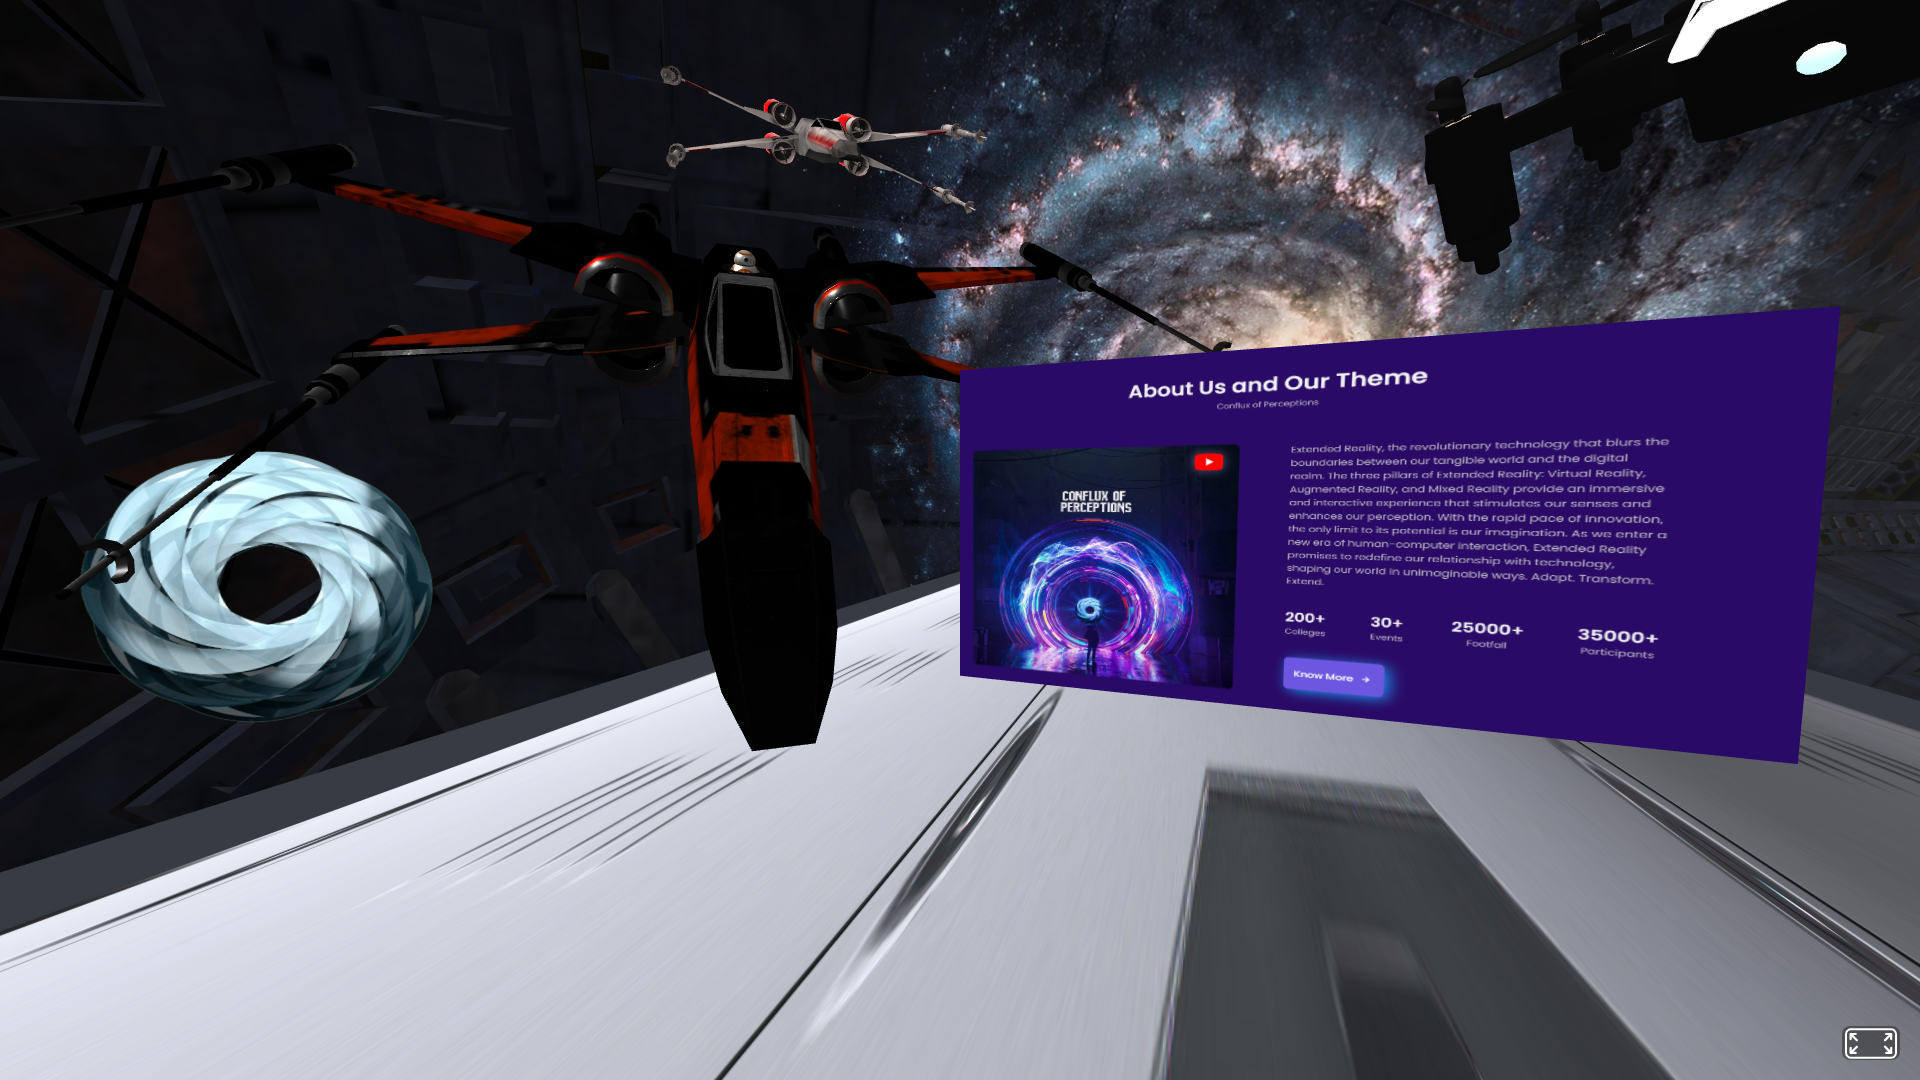 About Us and Our Theme
Conflux of Perceptions
CONFLUX OF
PERCEPTIONS
Extended Reality, the revolutionary technology that blurs the
boundaries between our tangible world and the digital
realm. The three pillars of Extended Reality: Virtual Reality,
Augmented Reality, and Mixed Reality provide an immersive
and interactive experience that stimulates our senses and
enhances our perception. With the rapid pace of innovation,
the only limit to its potential is our imagination. As we enter a
new era of human-computer interaction, Extended Reality
promises to redefine our relationship with technology,
shaping our world in unimaginable ways. Adapt. Transform.
Extend.
200+ 30+ 25000+ 35000+
Colleges Events Footfall Participants
Know More →